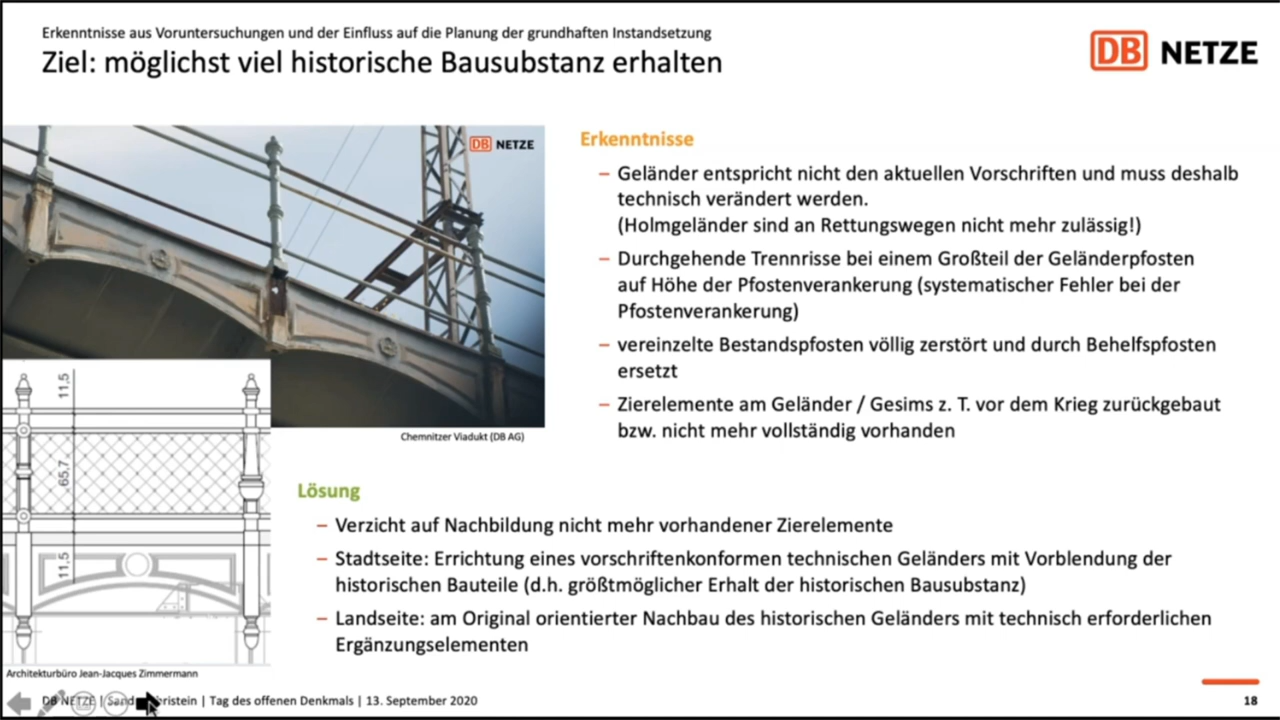 Erkenntnisse aus Voruntersuchungen und der Einfluss auf die Planung der grundhaften Instandsetzung
Ziel: möglichst viel historische Bausubstanz erhalten
DB NETZE
DB NETZE
Erkenntnisse
– Geländer entspricht nicht den aktuellen Vorschriften und muss deshalb
technisch verändert werden.
(Holmgeländer sind an Rettungswegen nicht mehr zulässig!)
– Durchgehende Trennrisse bei einem Großteil der Geländerpfosten
auf Höhe der Pfostenverankerung (systematischer Fehler bei der
Pfostenverankerung)
– vereinzelte Bestandspfosten völlig zerstört und durch Behelfspfosten
ersetzt
– Zierelemente am Geländer / Gesims z. T. vor dem Krieg zurückgebaut
bzw. nicht mehr vollständig vorhanden
Chemnitzer Viadukt (DB AG)
11.5
65.7
11.5
Architekturbüro Jean-Jacques Zimmermann
Lösung
– Verzicht auf Nachbildung nicht mehr vorhandener Zierelemente
– Stadtseite: Errichtung eines vorschriftenkonformen technischen Geländers mit Vorblendung der
historischen Bauteile (d.h. größtmöglicher Erhalt der historischen Bausubstanz)
– Landseite: am Original orientierter Nachbau des historischen Geländers mit technisch erforderlichen
Ergänzungselementen
DB NETZE | | Tag des offenen Denkmals | 13. September 2020
18